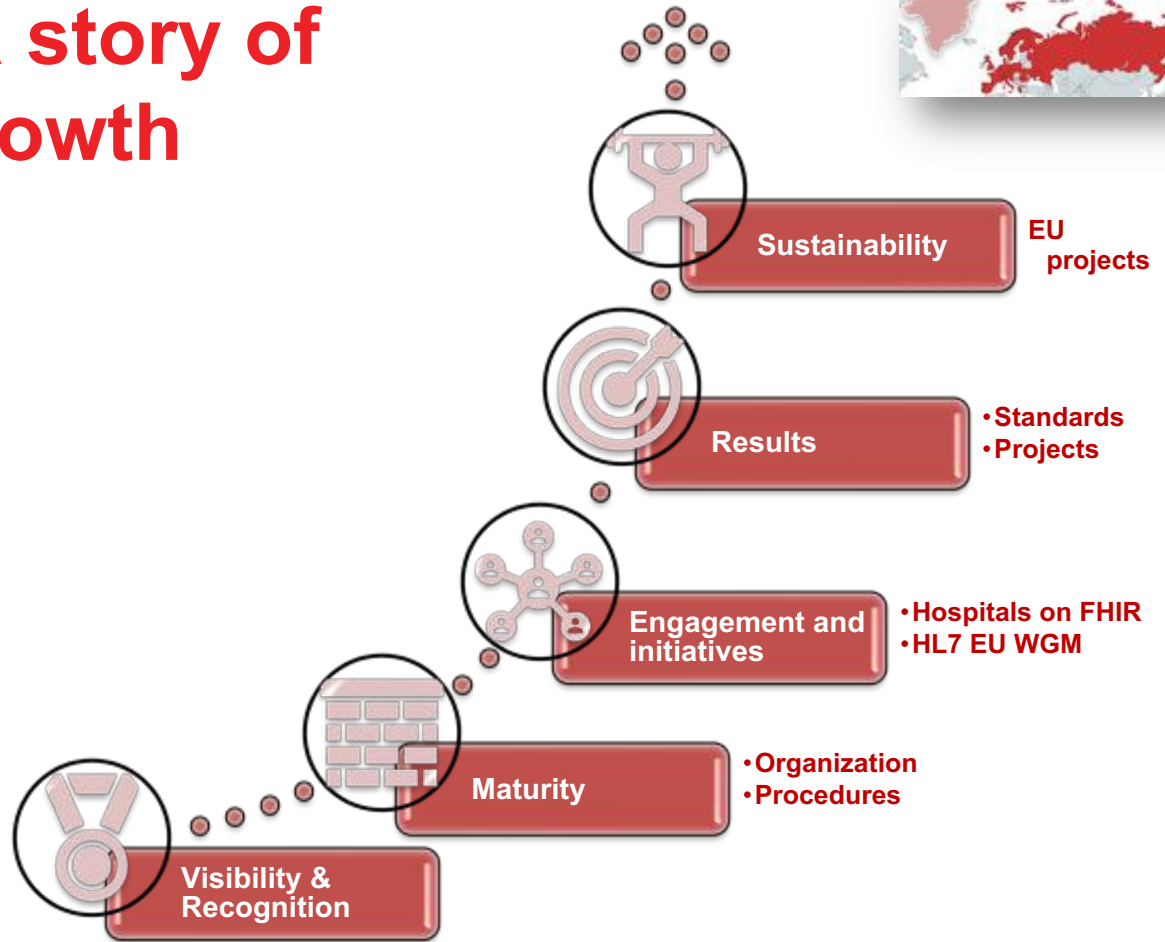 story of
owth
Sustainability
EU
projects
Results
•Standards
•Projects
Engagement and
initiatives
•Hospitals on FHIR
•HL7 EU WGM
Maturity
•Organization
•Procedures
Visibility &
Recognition